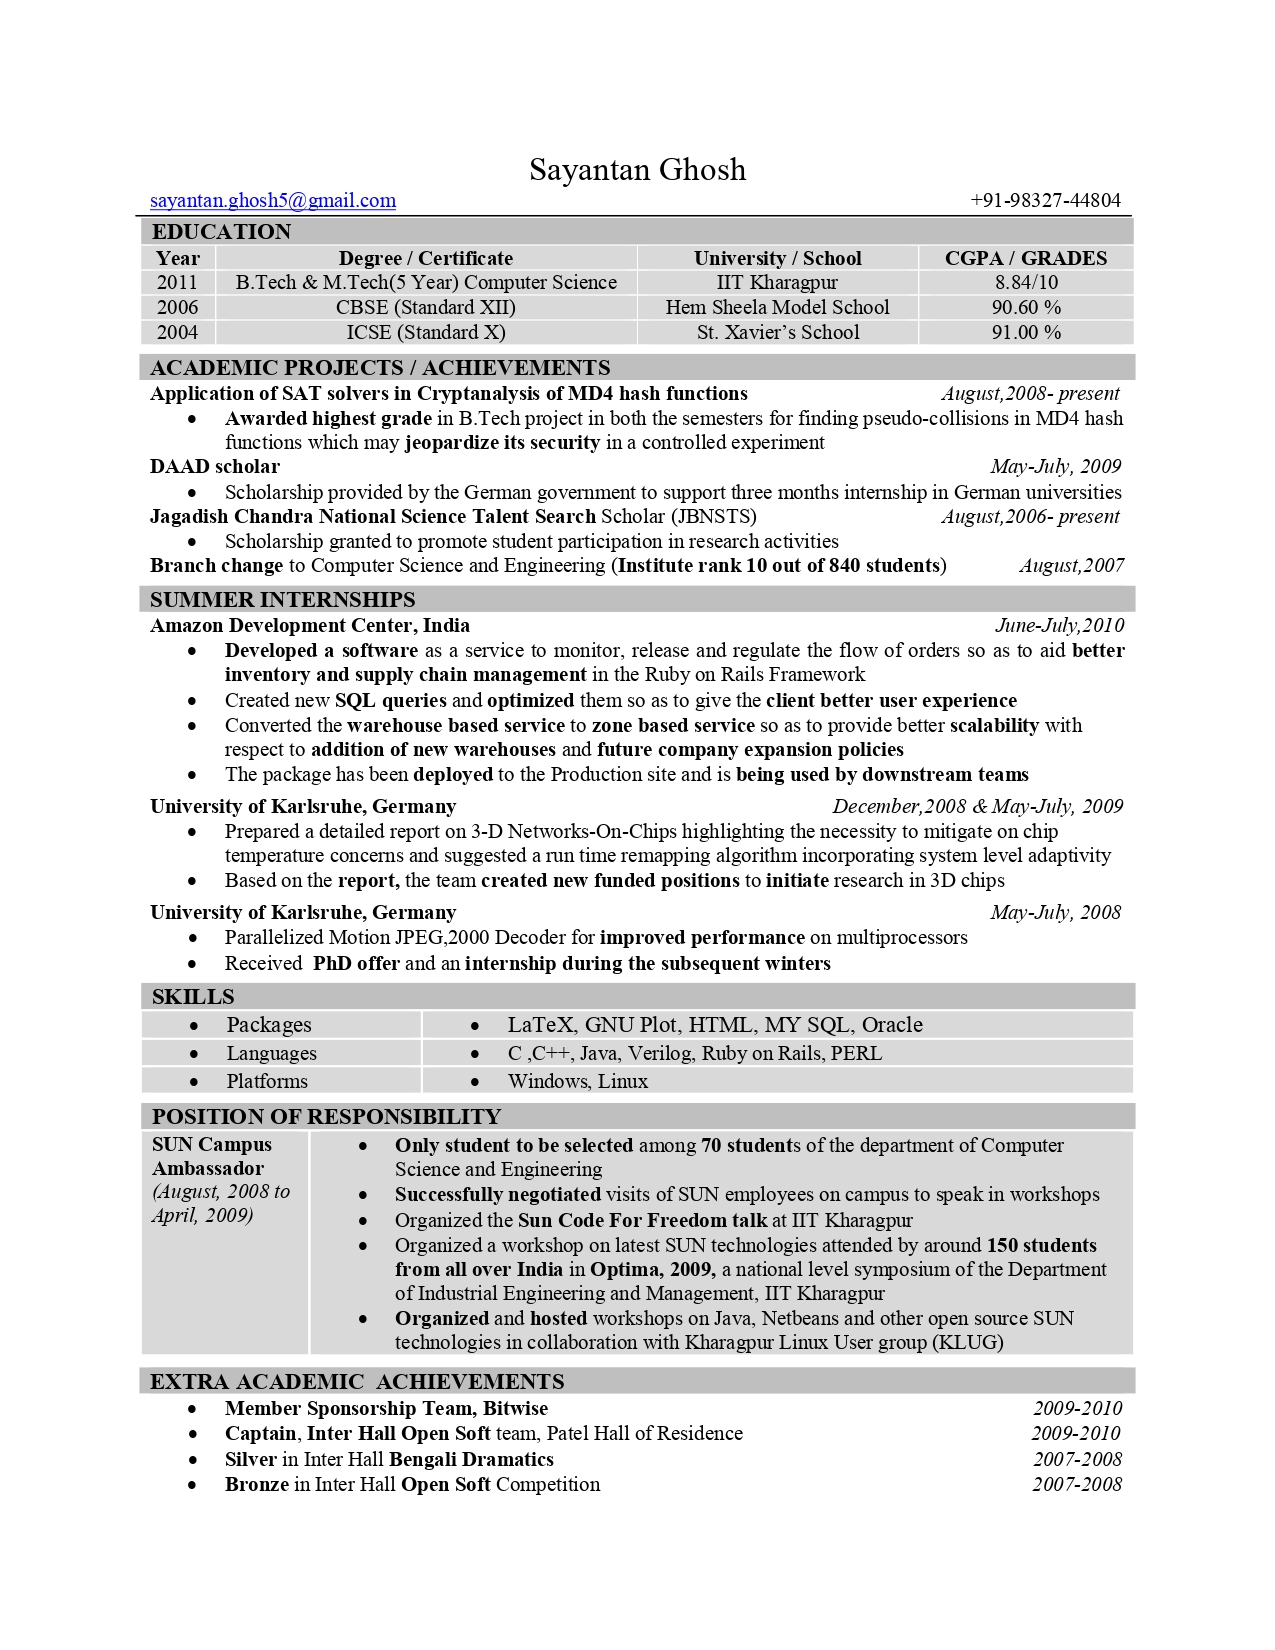 Sayantan Ghosh
sayantan.ghosh5@gmail.com +91-98327-44804
EDUCATION
Year Degree / Certificate University / School CGPA / GRADES
2011 B.Tech & M.Tech(5 Year) Computer Science IIT Kharagpur 8.84/10
2006 CBSE (Standard XII) Hem Sheela Model School 90.60 %
2004 ICSE (Standard X) St. Xavier’s School 91.00 %
ACADEMIC PROJECTS / ACHIEVEMENTS
Application of SAT solvers in Cryptanalysis of MD4 hash functions August,2008- present
• Awarded highest grade in B.Tech project in both the semesters for finding pseudo-collisions in MD4 hash
functions which may jeopardize its security in a controlled experiment
DAAD scholar May-July, 2009
• Scholarship provided by the German government to support three months internship in German universities
Jagadish Chandra National Science Talent Search Scholar (JBNSTS) August,2006- present
• Scholarship granted to promote student participation in research activities
Branch change to Computer Science and Engineering (Institute rank 10 out of 840 students) August,2007
SUMMER INTERNSHIPS
Amazon Development Center, India June-July,2010
• Developed a software as a service to monitor, release and regulate the flow of orders so as to aid better
inventory and supply chain management in the Ruby on Rails Framework
• Created new SQL queries and optimized them so as to give the client better user experience
• Converted the warehouse based service to zone based service so as to provide better scalability with
respect to addition of new warehouses and future company expansion policies
• The package has been deployed to the Production site and is being used by downstream teams
University of Karlsruhe, Germany December,2008 & May-July, 2009
• Prepared a detailed report on 3-D Networks-On-Chips highlighting the necessity to mitigate on chip
temperature concerns and suggested a run time remapping algorithm incorporating system level adaptivity
• Based on the report, the team created new funded positions to initiate research in 3D chips
University of Karlsruhe, Germany May-July, 2008
• Parallelized Motion JPEG,2000 Decoder for improved performance on multiprocessors
• Received PhD offer and an internship during the subsequent winters
SKILLS
• Packages • LaTeX, GNU Plot, HTML, MY SQL, Oracle
• Languages • C ,C++, Java, Verilog, Ruby on Rails, PERL
• Platforms • Windows, Linux
POSITION OF RESPONSIBILITY
SUN Campus
Ambassador
(August, 2008 to
April, 2009)
• Only student to be selected among 70 students of the department of Computer
Science and Engineering
• Successfully negotiated visits of SUN employees on campus to speak in workshops
• Organized the Sun Code For Freedom talk at IIT Kharagpur
• Organized a workshop on latest SUN technologies attended by around 150 students
from all over India in Optima, 2009, a national level symposium of the Department
of Industrial Engineering and Management, IIT Kharagpur
• Organized and hosted workshops on Java, Netbeans and other open source SUN
technologies in collaboration with Kharagpur Linux User group (KLUG)
EXTRA ACADEMIC ACHIEVEMENTS
• Member Sponsorship Team, Bitwise 2009-2010
• Captain, Inter Hall Open Soft team, Patel Hall of Residence 2009-2010
• Silver in Inter Hall Bengali Dramatics 2007-2008
• Bronze in Inter Hall Open Soft Competition 2007-2008